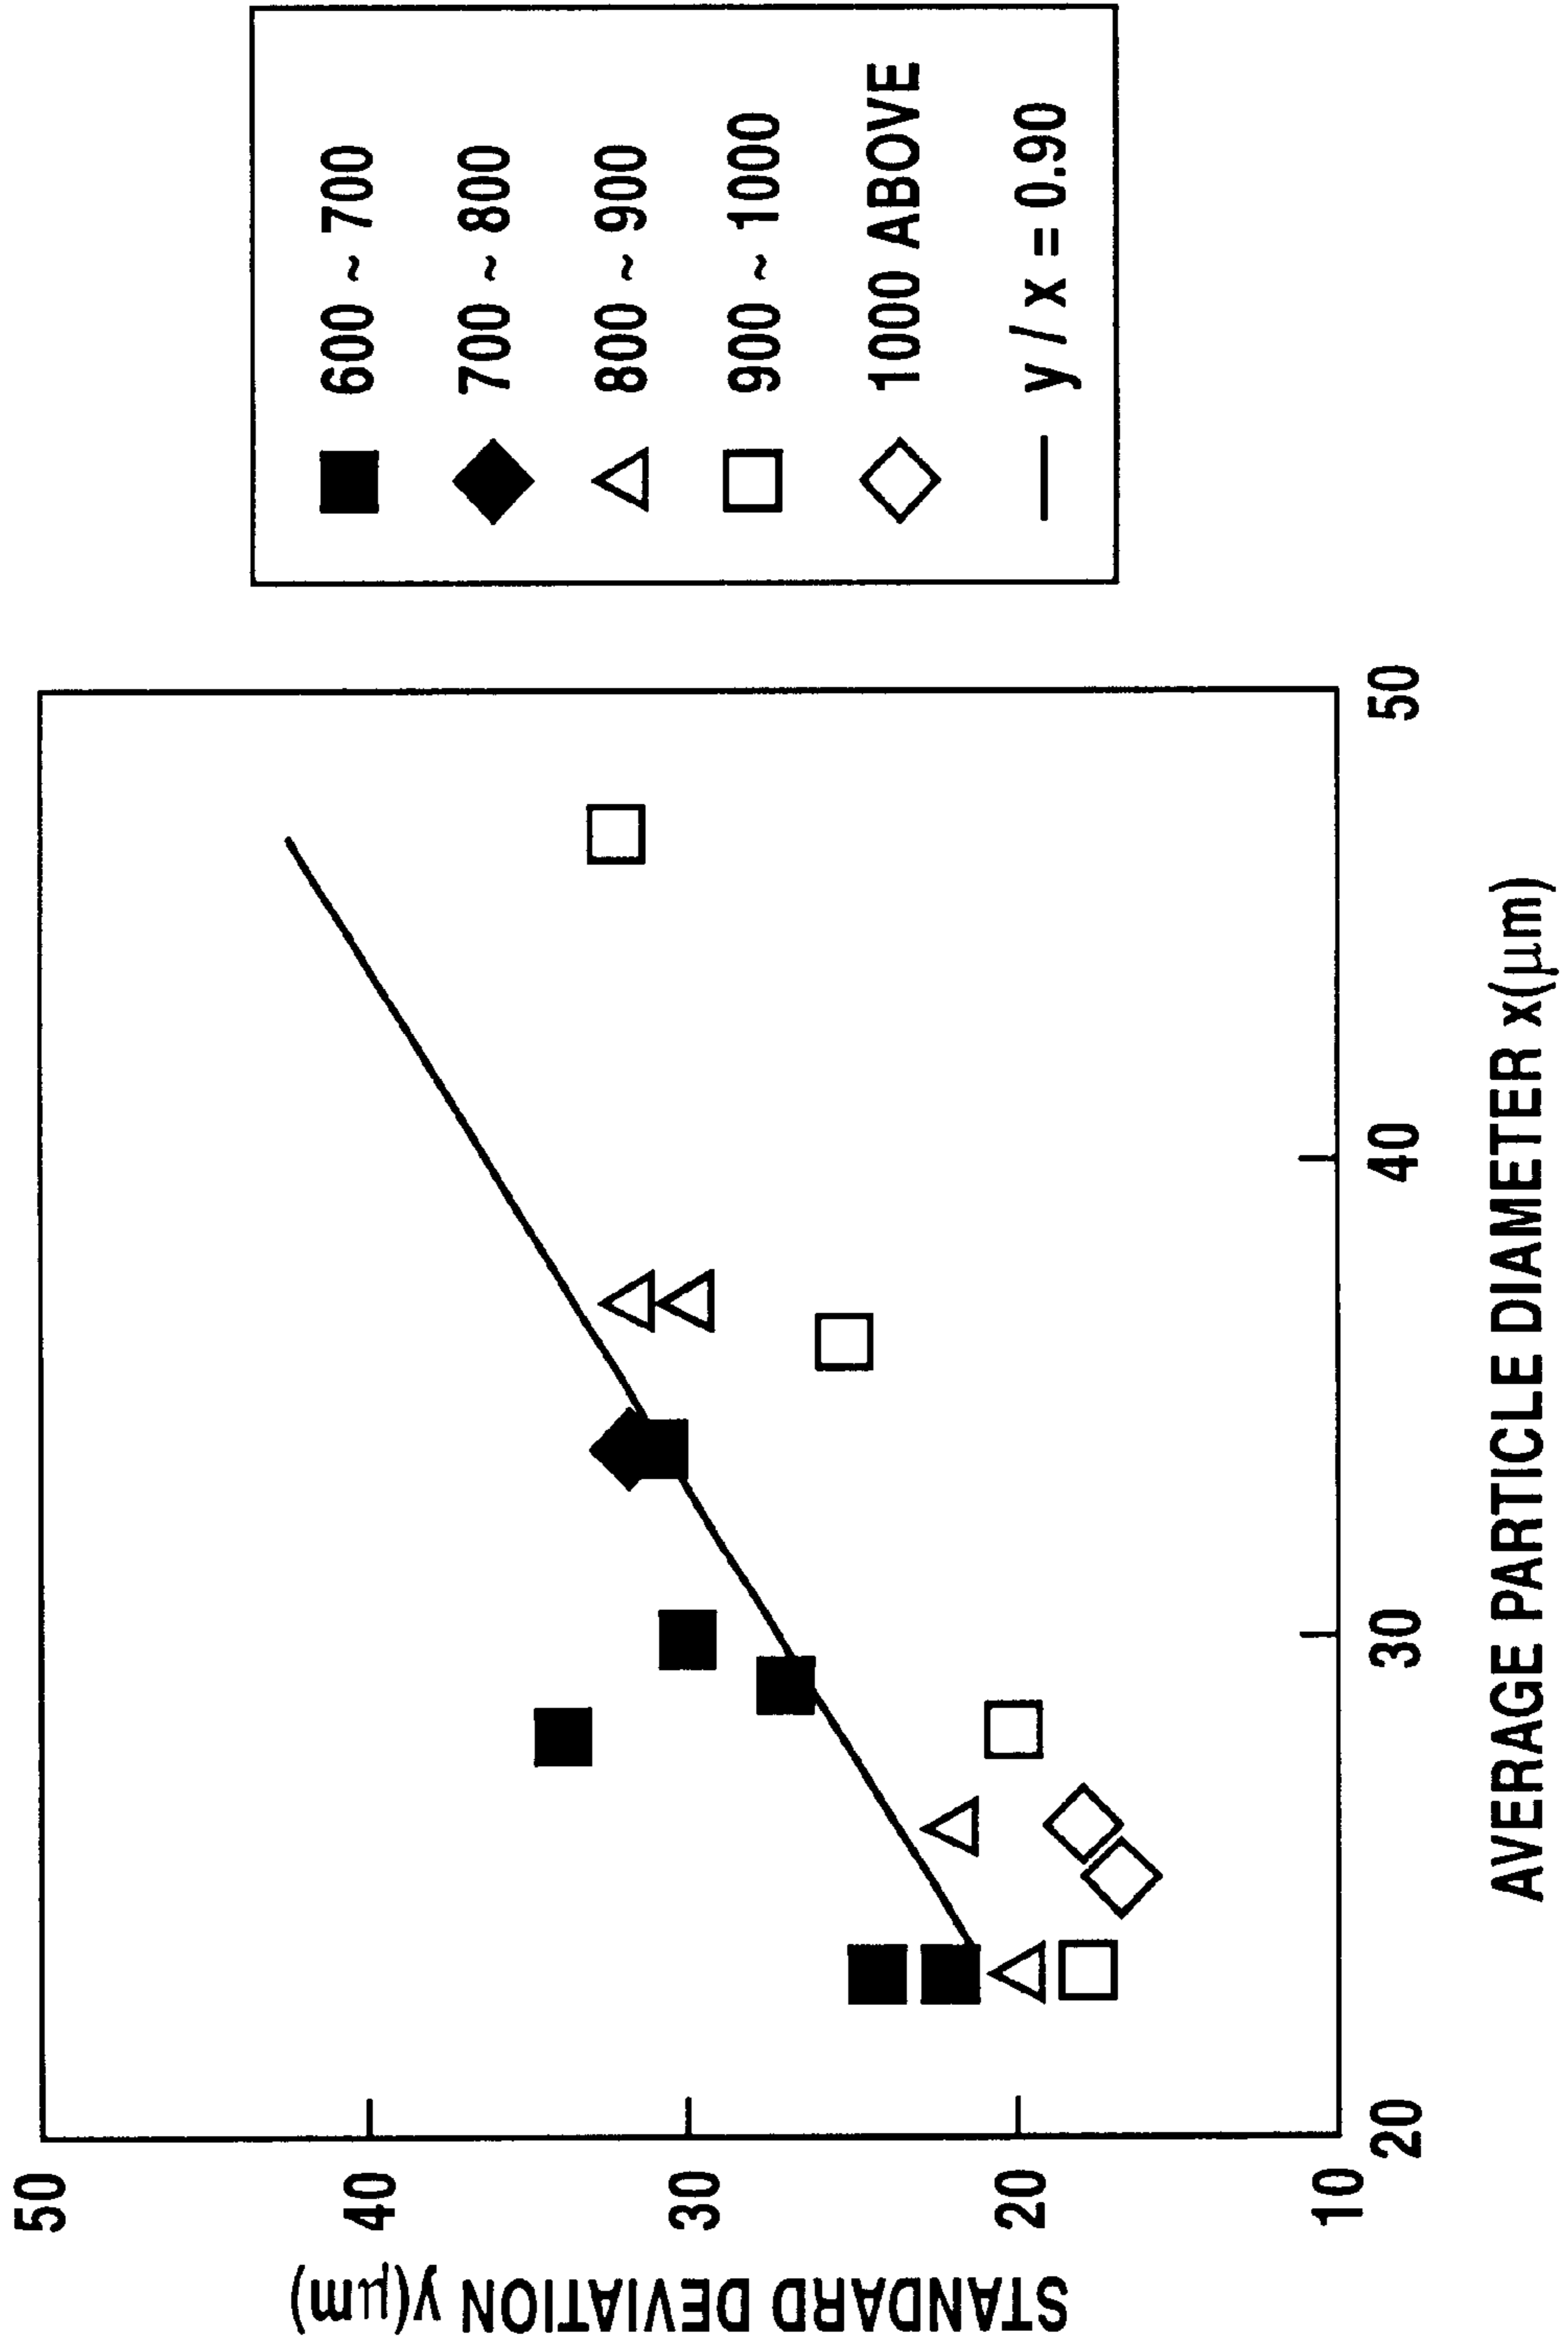 STANDARD DEVIATION y(μm)
50
40
30
20
10
20
30
40
50
AVERAGE PARTICLE DIAMETER x(μm)
600 ~ 700
700 ~ 800
800 ~ 900
900 ~ 1000
1000 ABOVE
y / x = 0.90